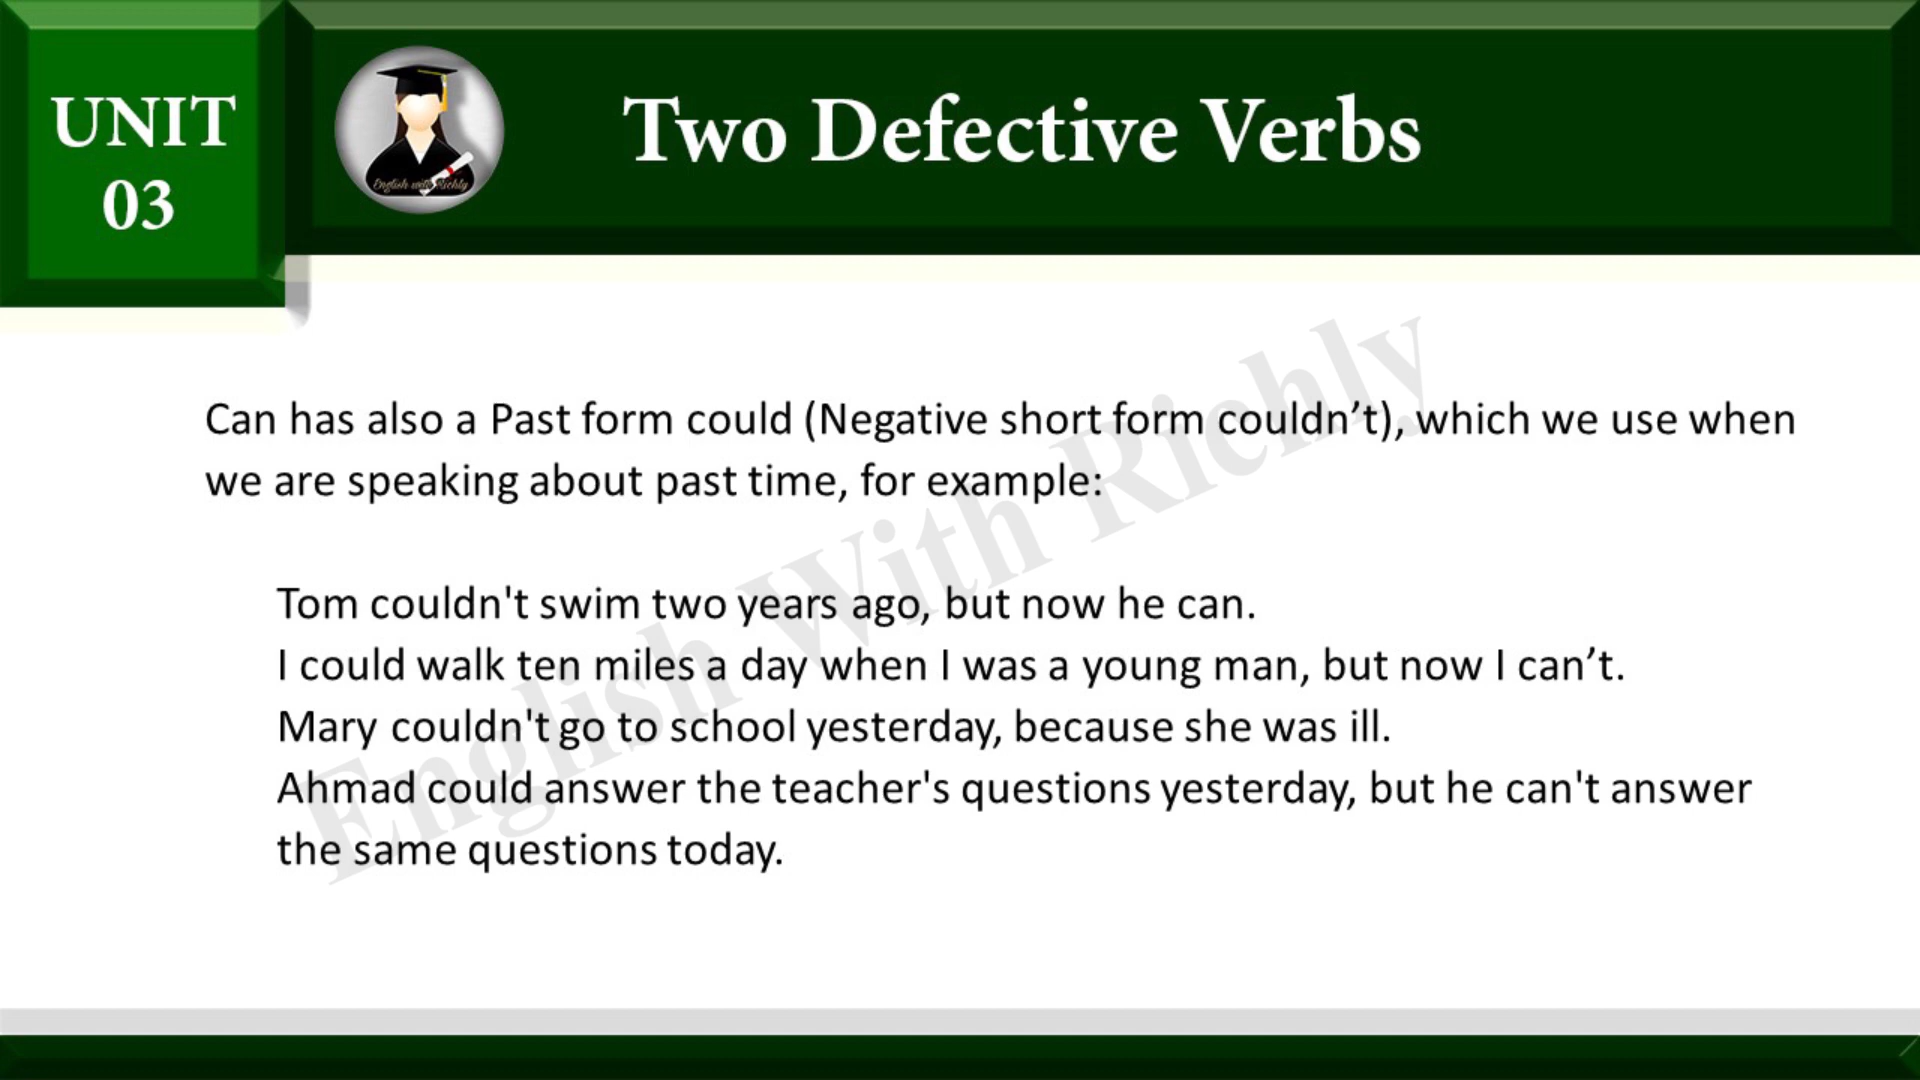 UNIT
03
English with Richly
Two Defective Verbs
Can has also a Past form could (Negative short form couldn’t), which we use when
we are speaking about past time, for example:
Tom couldn't swim two years ago, but now he can.
I could walk ten miles a day when I was a young man, but now I can’t.
Mary couldn't go to school yesterday, because she was ill.
Ahmad could answer the teacher's questions yesterday, but he can't answer
the same questions today.
English With Richly